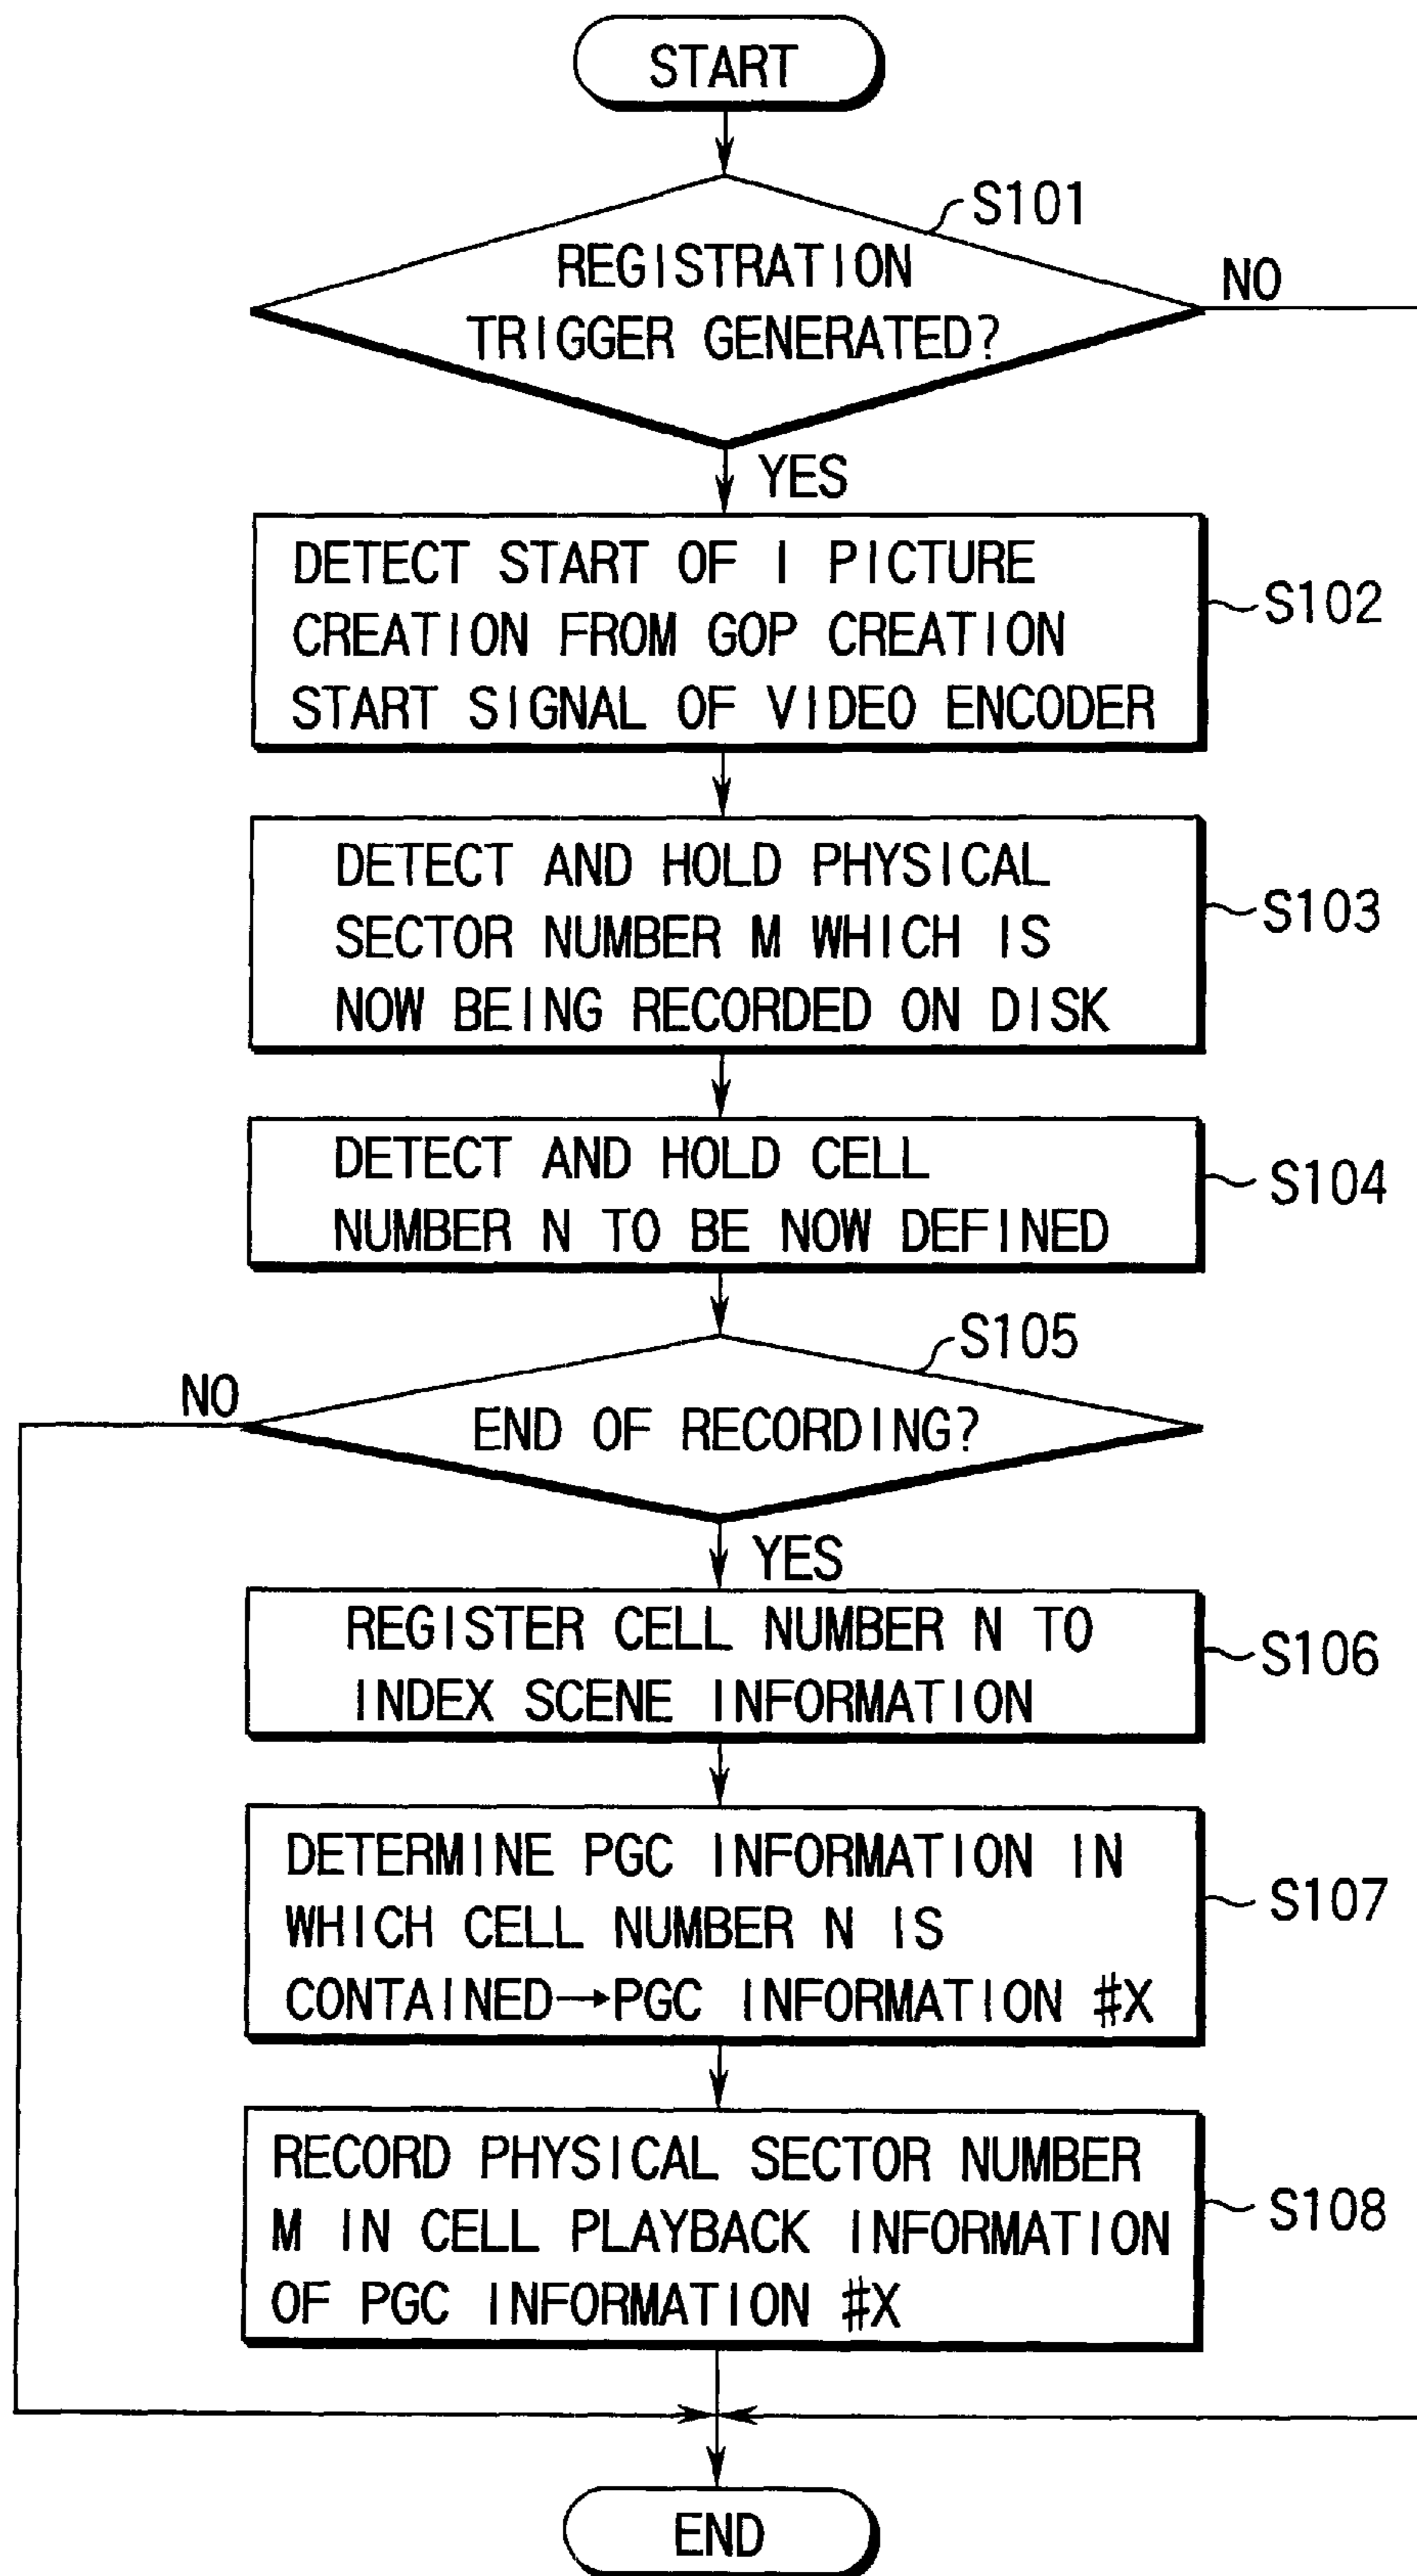 START
S101
REGISTRATION
TRIGGER GENERATED?
NO
YES
DETECT START OF I PICTURE
CREATION FROM GOP CREATION
START SIGNAL OF VIDEO ENCODER
S102
DETECT AND HOLD PHYSICAL
SECTOR NUMBER M WHICH IS
NOW BEING RECORDED ON DISK
S103
DETECT AND HOLD CELL
NUMBER N TO BE NOW DEFINED
S104
S105
NO
END OF RECORDING?
YES
REGISTER CELL NUMBER N TO
INDEX SCENE INFORMATION
S106
DETERMINE PGC INFORMATION IN
WHICH CELL NUMBER N IS
CONTAINED→PGC INFORMATION #X
S107
RECORD PHYSICAL SECTOR NUMBER
M IN CELL PLAYBACK INFORMATION
OF PGC INFORMATION #X
S108
END